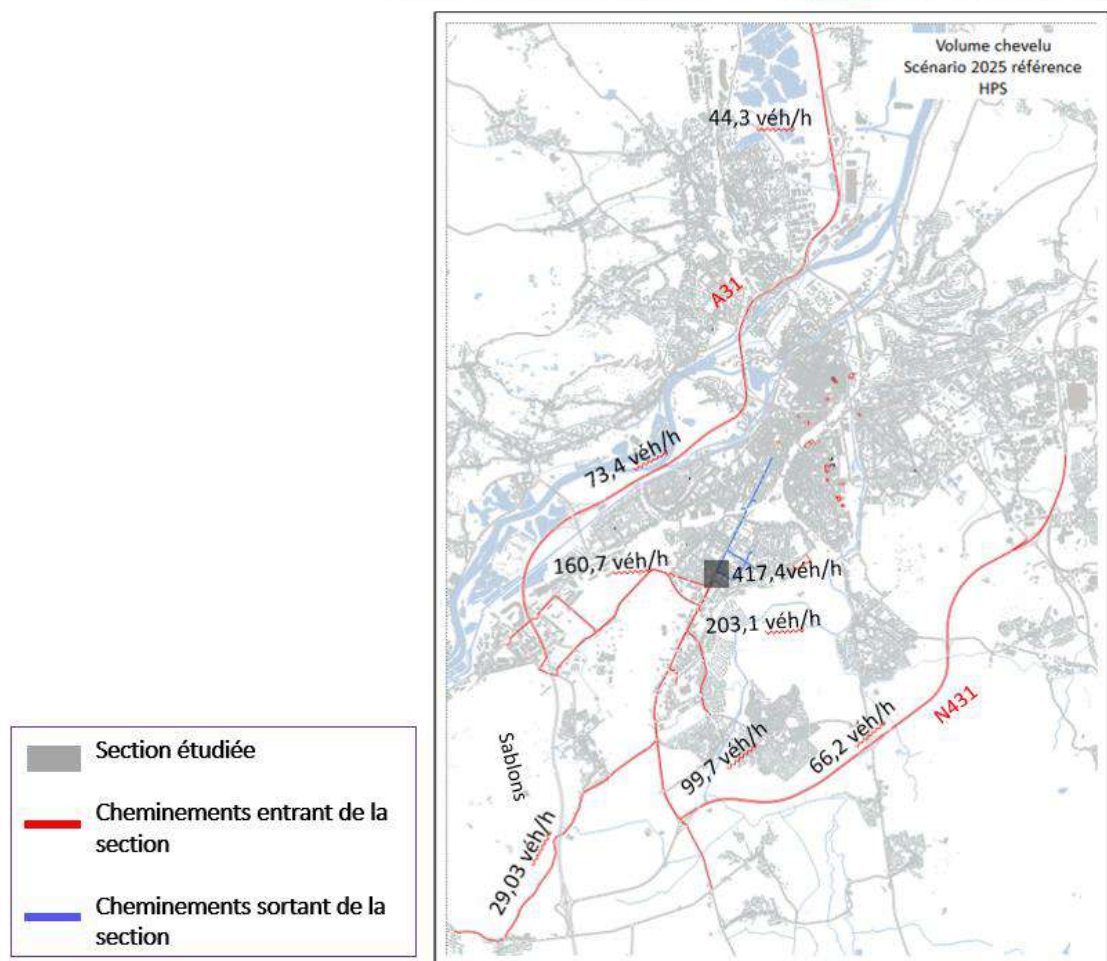 Volume chevelu
Scénario 2025 référence
HPS
44,3 véh/h
A31
73,4 véh/h
160,7 véh/h
417,4véh/h
203,1 véh/h
N431
66,2 véh/h
99,7 véh/h
Sablons
29,03 véh/h
Section étudiée
Cheminements entrant de la
section
Cheminements sortant de la
section